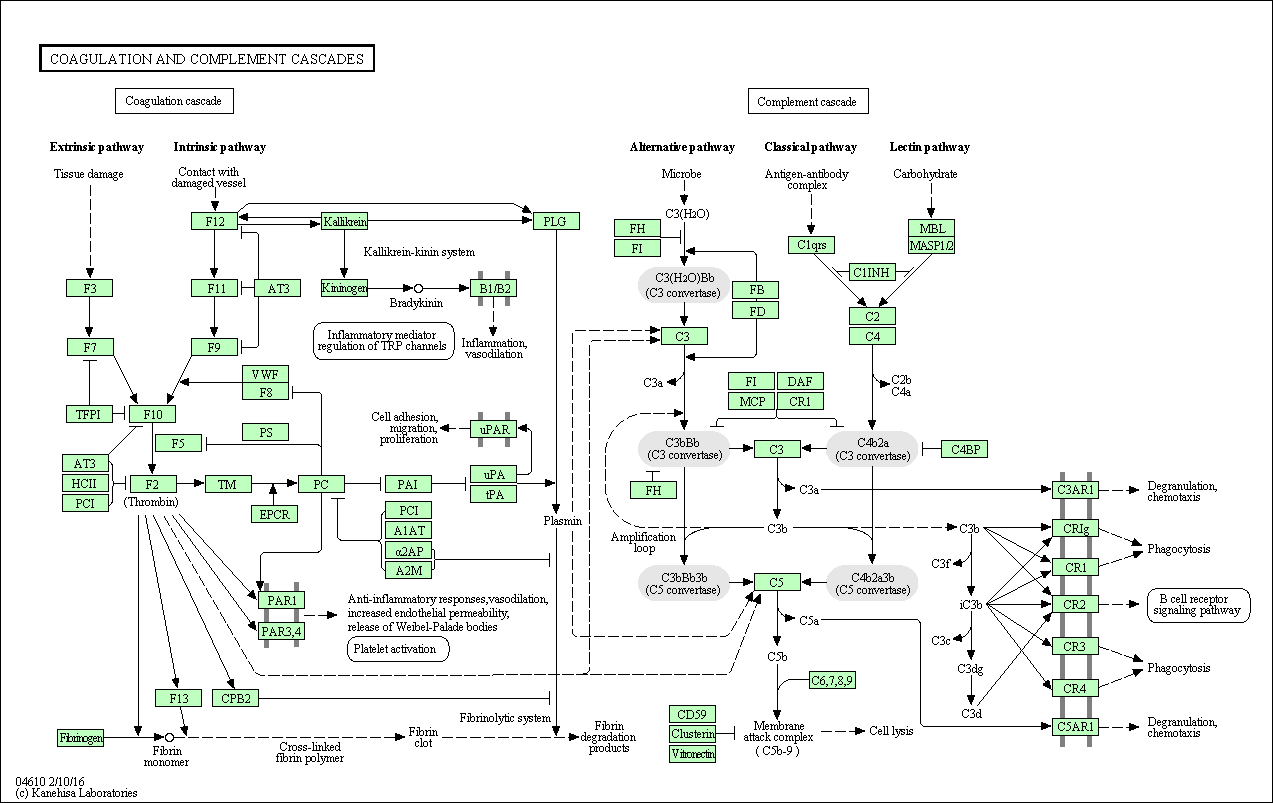 COAGULATION AND COMPLEMENT CASCADES
Coagulation cascade
Complement cascade
Extrinsic pathway
Intrinsic pathway
Alternative pathway
Classical pathway
Lectin pathway
Tissue damage
Contact with
damaged vessel
Microbe
Antigen-antibody
complex
Carbohydrate
F12
Kallikrein
PLG
C3(H2O)
FH
FI
MBL
MASP1/2
C1qrs
Kallikrein-kinin system
C1INH
F3
F11
AT3
Kininogen
Bradykinin
B1/B2
C3(H2O)Bb
(C3 convertase)
FB
FD
C2
C4
Inflammatory mediator
regulation of TRP channels
Inflammation,
vasodilation
F7
F9
C3
VWF
F8
C3a
FI
DAF
MCP
CR1
C2b
C4a
TFPI
F10
Cell adhesion,
migration,
proliferation
uPAR
F5
PS
C3bBb
(C3 convertase)
C3
C4b2a
(C3 convertase)
C4BP
AT3
HCII
PCI
F2
(Thrombin)
TM
PC
PAI
uPA
tPA
EPCR
FH
C3a
C3AR1
Degranulation,
chemotaxis
PCI
A1AT
α2AP
A2M
Plasmin
Amplification
loop
C3b
C3b
CRIg
Phagocytosis
C3f
CR1
C3bBb3b
(C5 convertase)
C5
C4b2a3b
(C5 convertase)
iC3b
CR2
B cell receptor
signaling pathway
PAR1
PAR3,4
Anti-inflammatory responses,vasodilation,
increased endothelial permeability,
release of Weibel-Palade bodies
Platelet activation
C5a
C3c
CR3
C5b
C3dg
Phagocytosis
C6,7,8,9
CR4
F13
CPB2
C3d
Fibrinolytic system
CD59
Clusterin
Vitronectin
Membrane
attack complex
( C5b-9 )
Cell lysis
C5AR1
Degranulation,
chemotaxis
Fibrinogen
Fibrin
monomer
Cross-linked
fibrin polymer
Fibrin
clot
Fibrin
degradation
products
04610 2/10/16
(c) Kanehisa Laboratories